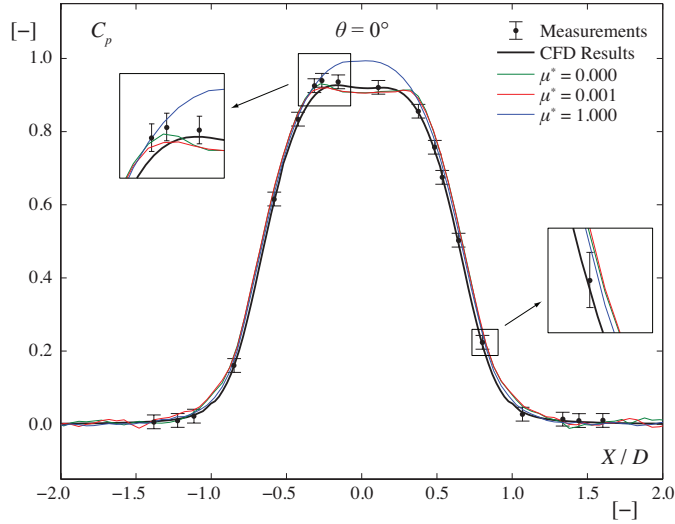 [−]
C_p
θ = 0°
Measurements
CFD Results
μ* = 0.000
μ* = 0.001
μ* = 1.000
1.0
0.8
0.6
0.4
0.2
0.0
X / D
−2.0 −1.5 −1.0 −0.5 0.0 0.5 1.0 1.5 2.0
[−]